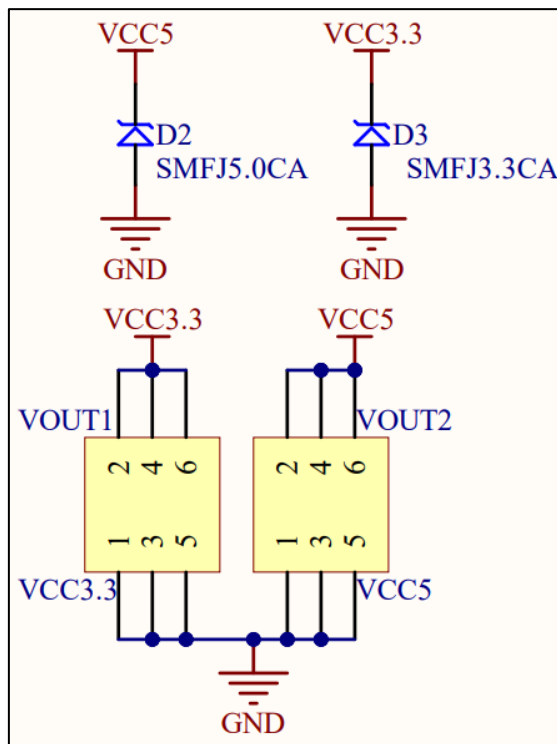 VCC5 VCC3.3
D2 D3
SMFJ5.0CA SMFJ3.3CA
GND GND
VCC3.3 VCC5
VOUT1 VOUT2
2 4 6 2 4 6
1 3 5 1 3 5
VCC3.3 VCC5
GND